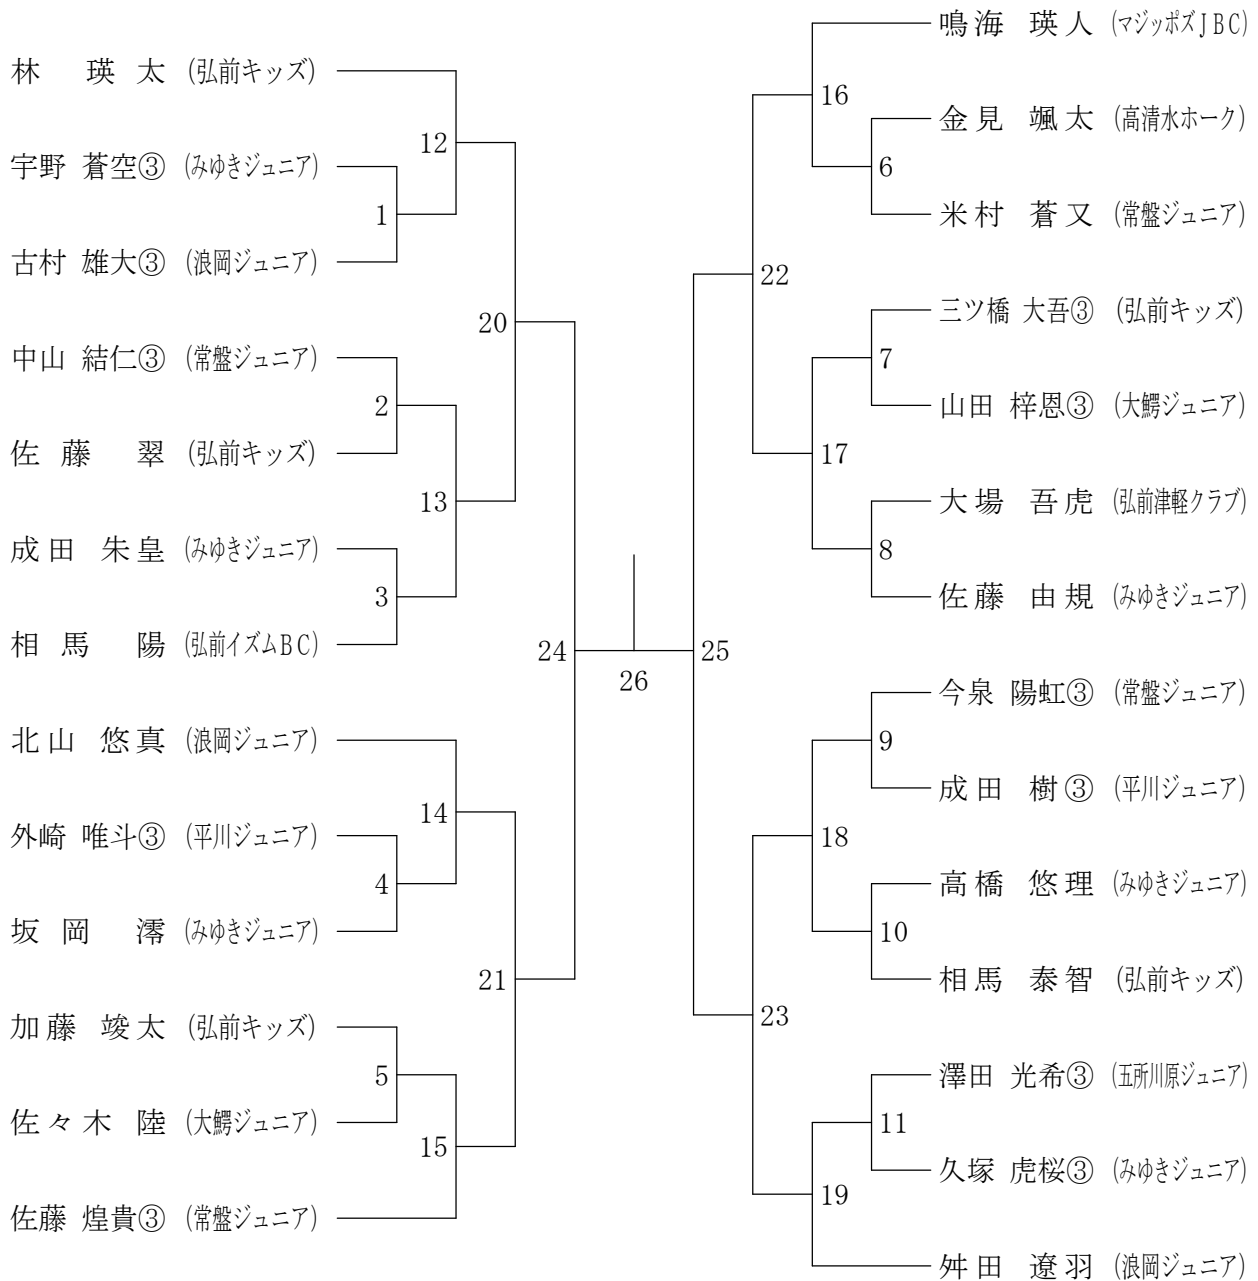 林 瑛太 (弘前キッズ)
宇野 蒼空③ (みゆきジュニア)
古村 雄大③ (浪岡ジュニア)
中山 結仁③ (常盤ジュニア)
佐藤 翠 (弘前キッズ)
成田 朱皇 (みゆきジュニア)
相馬 陽 (弘前イズムBC)
北山 悠真 (浪岡ジュニア)
外崎 唯斗③ (平川ジュニア)
坂岡 澪 (みゆきジュニア)
加藤 竣太 (弘前キッズ)
佐々木 陸 (大鰐ジュニア)
佐藤 煌貴③ (常盤ジュニア)
1
2
3
4
5
12
13
14
15
20
21
24
26
25
22
23
16
17
18
19
6
7
8
9
10
11
鳴海 瑛人 (マジッポズJBC)
金見 颯太 (高清水ホーク)
米村 蒼又 (常盤ジュニア)
三ツ橋 大吾③ (弘前キッズ)
山田 梓恩③ (大鰐ジュニア)
大場 吾虎 (弘前津軽クラブ)
佐藤 由規 (みゆきジュニア)
今泉 陽虹③ (常盤ジュニア)
成田 樹③ (平川ジュニア)
高橋 悠理 (みゆきジュニア)
相馬 泰智 (弘前キッズ)
澤田 光希③ (五所川原ジュニア)
久塚 虎桜③ (みゆきジュニア)
舛田 遼羽 (浪岡ジュニア)